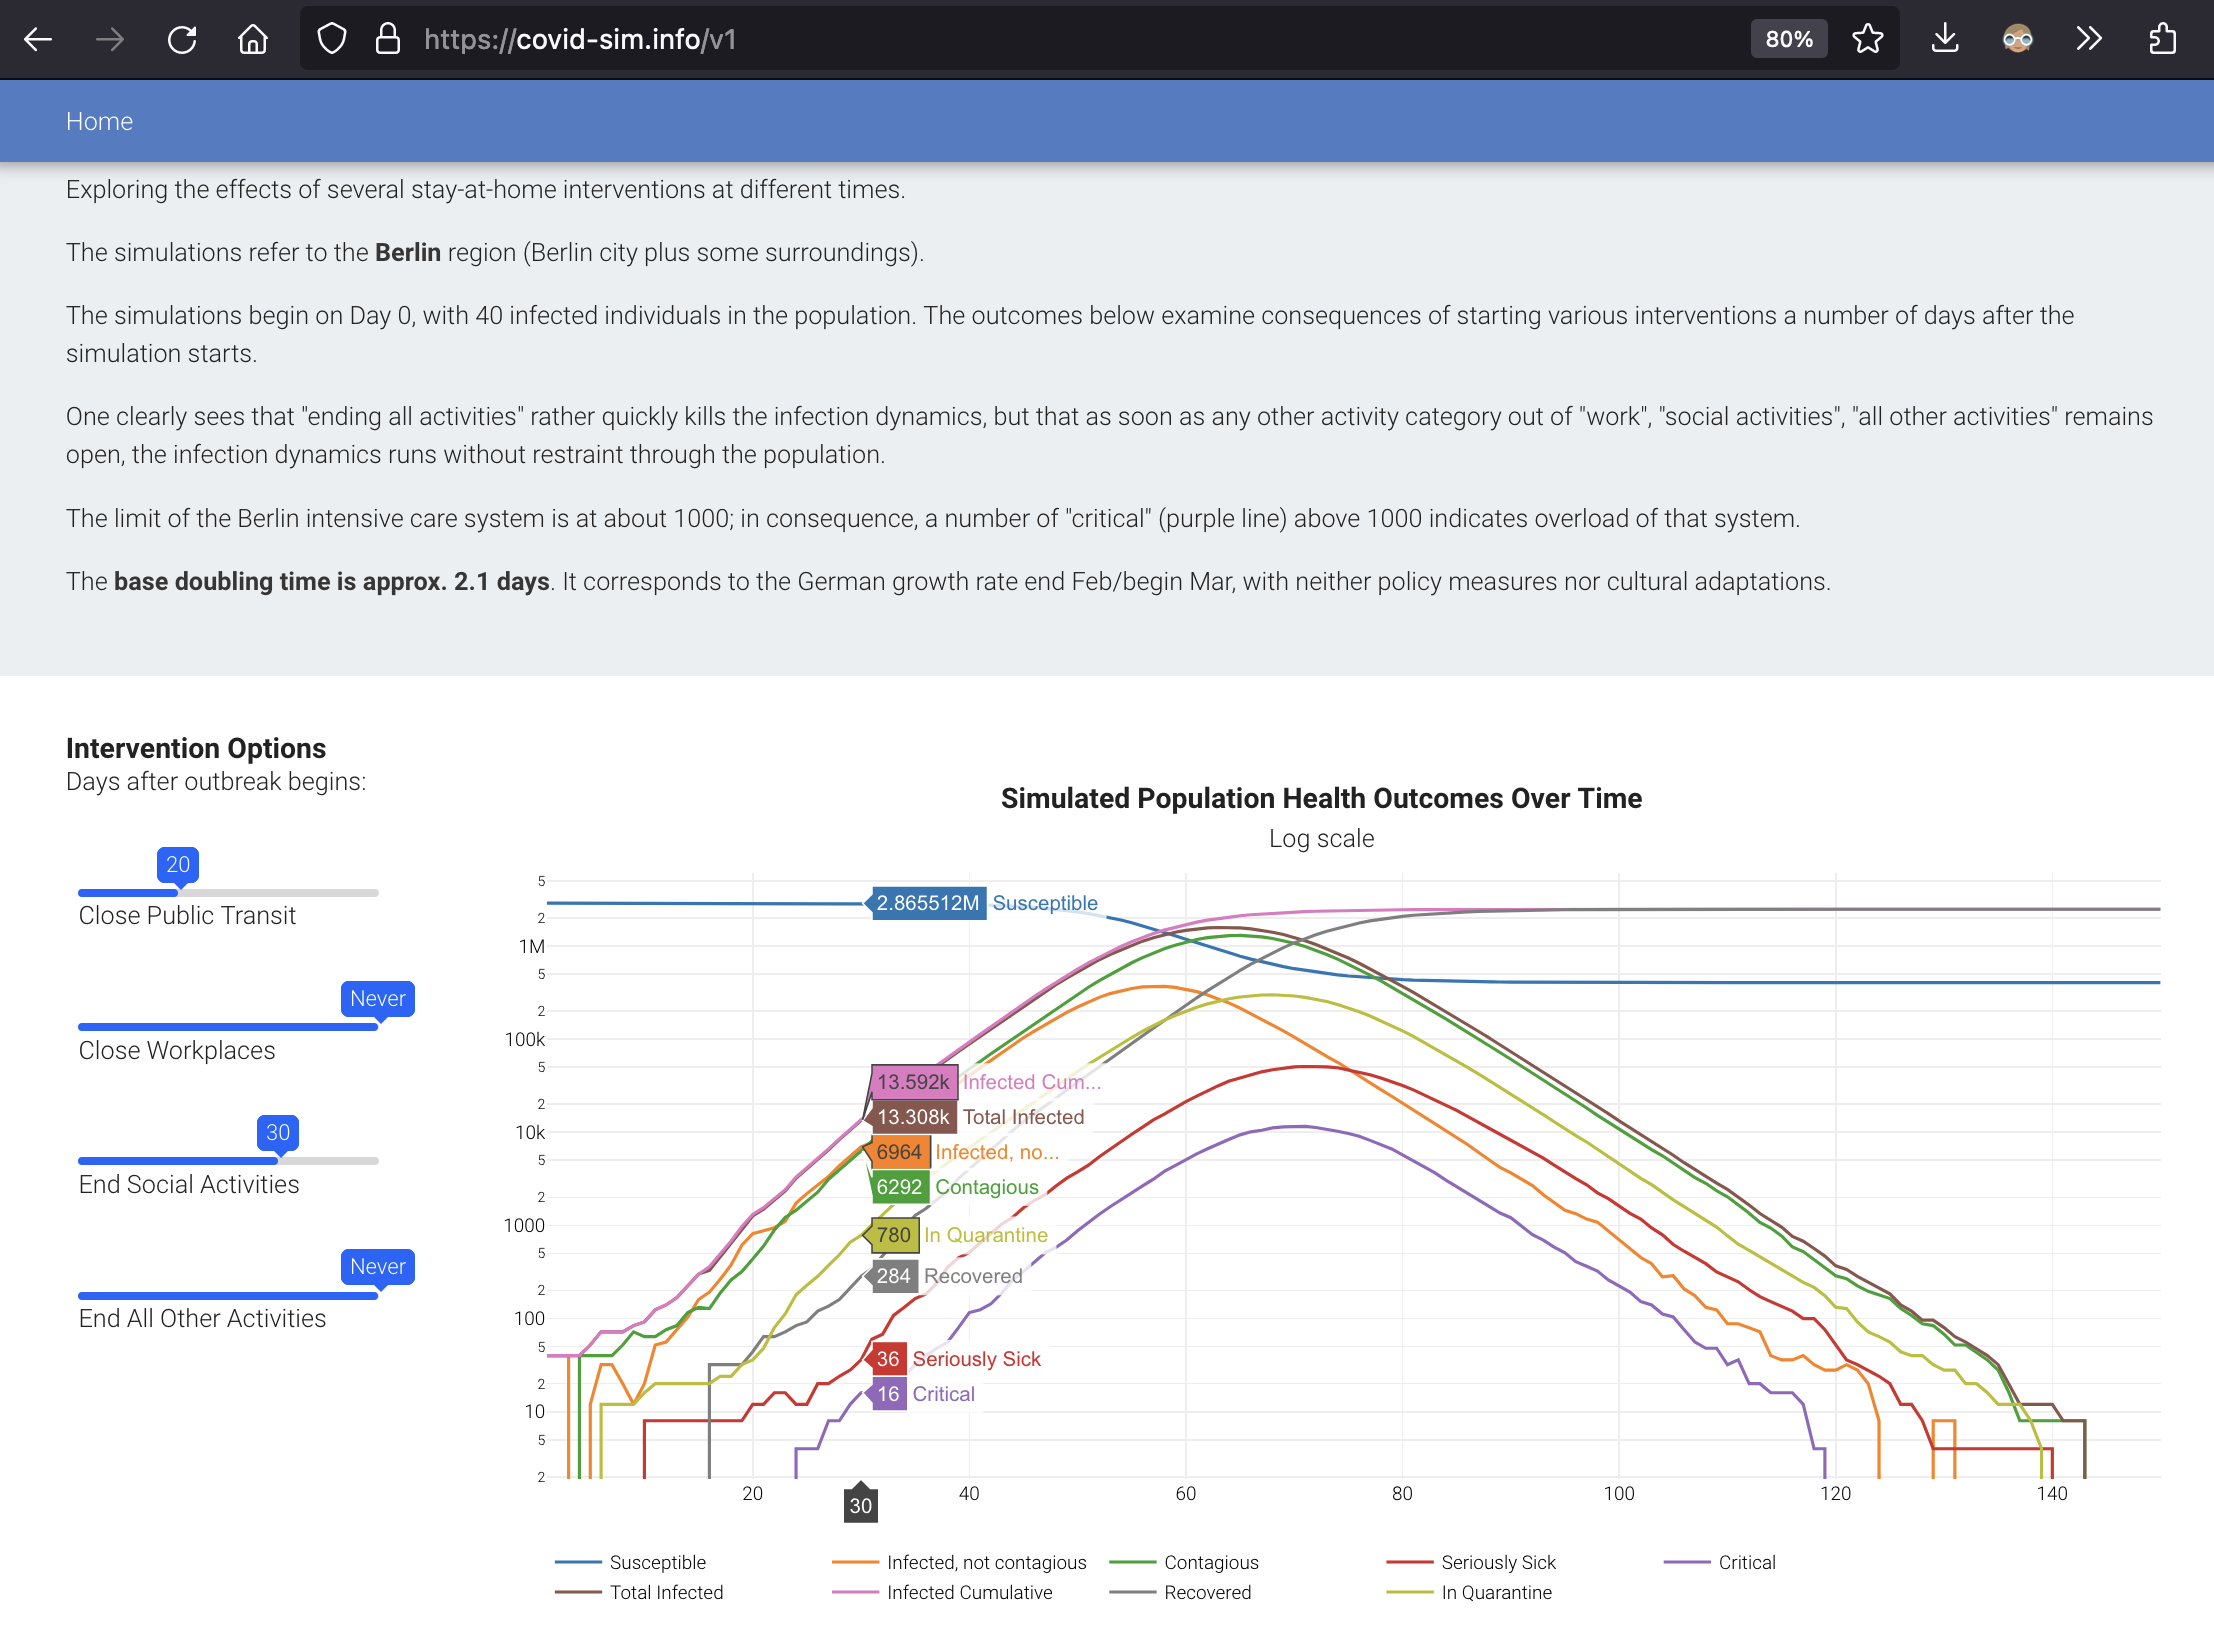 https://covid-sim.info/v1
80%
Home
Exploring the effects of several stay-at-home interventions at different times.
The simulations refer to the Berlin region (Berlin city plus some surroundings).
The simulations begin on Day 0, with 40 infected individuals in the population. The outcomes below examine consequences of starting various interventions a number of days after the
simulation starts.
One clearly sees that "ending all activities" rather quickly kills the infection dynamics, but that as soon as any other activity category out of "work", "social activities", "all other activities" remains
open, the infection dynamics runs without restraint through the population.
The limit of the Berlin intensive care system is at about 1000; in consequence, a number of "critical" (purple line) above 1000 indicates overload of that system.
The base doubling time is approx. 2.1 days. It corresponds to the German growth rate end Feb/begin Mar, with neither policy measures nor cultural adaptations.
Intervention Options
Days after outbreak begins:
20
Close Public Transit
Never
Close Workplaces
30
End Social Activities
Never
End All Other Activities
Simulated Population Health Outcomes Over Time
Log scale
5
2
1M
5
2
100k
5
2
10k
5
2
1000
5
2
100
5
2
10
5
2
2.865512M Susceptible
13.592k Infected Cum...
13.308k Total Infected
6964 Infected, no...
6292 Contagious
780 In Quarantine
284 Recovered
36 Seriously Sick
16 Critical
20
30
40
60
80
100
120
140
Susceptible
Infected, not contagious
Contagious
Seriously Sick
Critical
Total Infected
Infected Cumulative
Recovered
In Quarantine